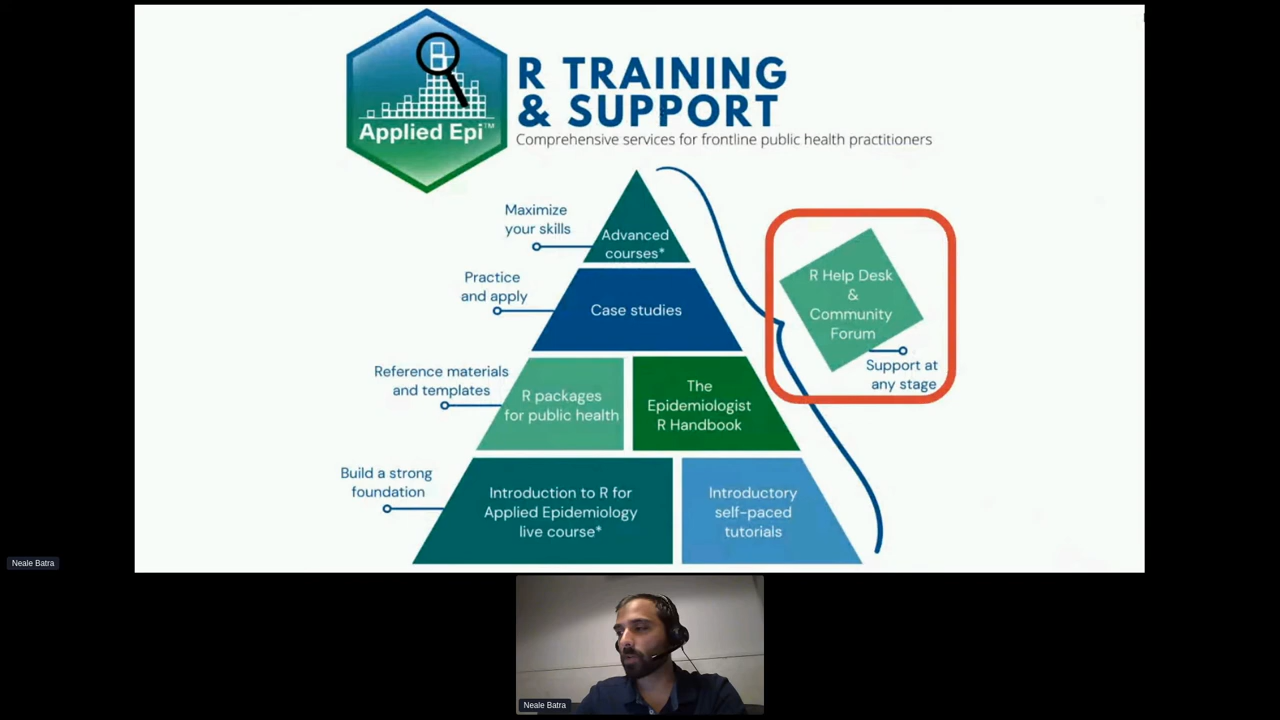 Applied Epi™
R TRAINING
& SUPPORT
Comprehensive services for frontline public health practitioners
Maximize
your skills
Advanced
courses*
Practice
and apply
Case studies
R Help Desk
&
Community
Forum
Support at
any stage
Reference materials
and templates
R packages
for public health
The
Epidemiologist
R Handbook
Build a strong
foundation
Introduction to R for
Applied Epidemiology
live course*
Introductory
self-paced
tutorials
Neale Batra
Neale Batra